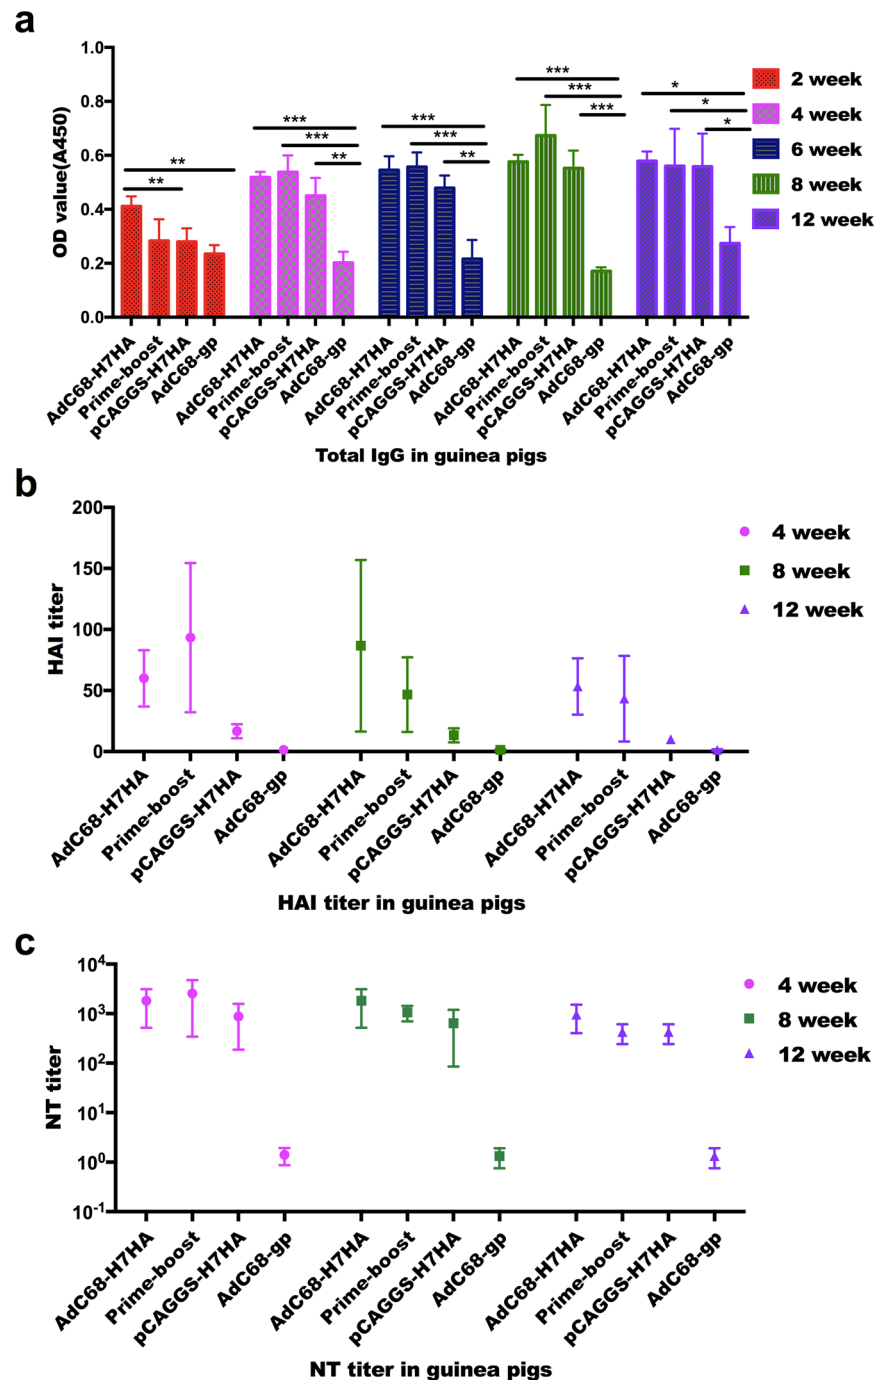 a
OD value(A450)
1.0
0.8
0.6
0.4
0.2
0.0
**
**
***
***
**
***
***
**
***
***
***
*
*
*
2 week
4 week
6 week
8 week
12 week
AdC68-H7HA
Prime-boost
pCAGGS-H7HA
AdC68-gp
AdC68-H7HA
Prime-boost
pCAGGS-H7HA
AdC68-gp
AdC68-H7HA
Prime-boost
pCAGGS-H7HA
AdC68-gp
AdC68-H7HA
Prime-boost
pCAGGS-H7HA
AdC68-gp
AdC68-H7HA
Prime-boost
pCAGGS-H7HA
AdC68-gp
Total IgG in guinea pigs
b
HAI titer
200
150
100
50
0
4 week
8 week
12 week
AdC68-H7HA
Prime-boost
pCAGGS-H7HA
AdC68-gp
AdC68-H7HA
Prime-boost
pCAGGS-H7HA
AdC68-gp
AdC68-H7HA
Prime-boost
pCAGGS-H7HA
AdC68-gp
HAI titer in guinea pigs
c
NT titer
10⁴
10³
10²
10¹
10⁰
10⁻¹
4 week
8 week
12 week
AdC68-H7HA
Prime-boost
pCAGGS-H7HA
AdC68-gp
AdC68-H7HA
Prime-boost
pCAGGS-H7HA
AdC68-gp
AdC68-H7HA
Prime-boost
pCAGGS-H7HA
AdC68-gp
NT titer in guinea pigs